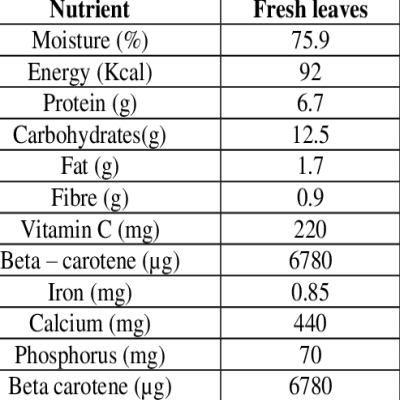 Nutrient Fresh leaves
Moisture (%) 75.9
Energy (Kcal) 92
Protein (g) 6.7
Carbohydrates(g) 12.5
Fat (g) 1.7
Fibre (g) 0.9
Vitamin C (mg) 220
Beta – carotene (µg) 6780
Iron (mg) 0.85
Calcium (mg) 440
Phosphorus (mg) 70
Beta carotene (µg) 6780